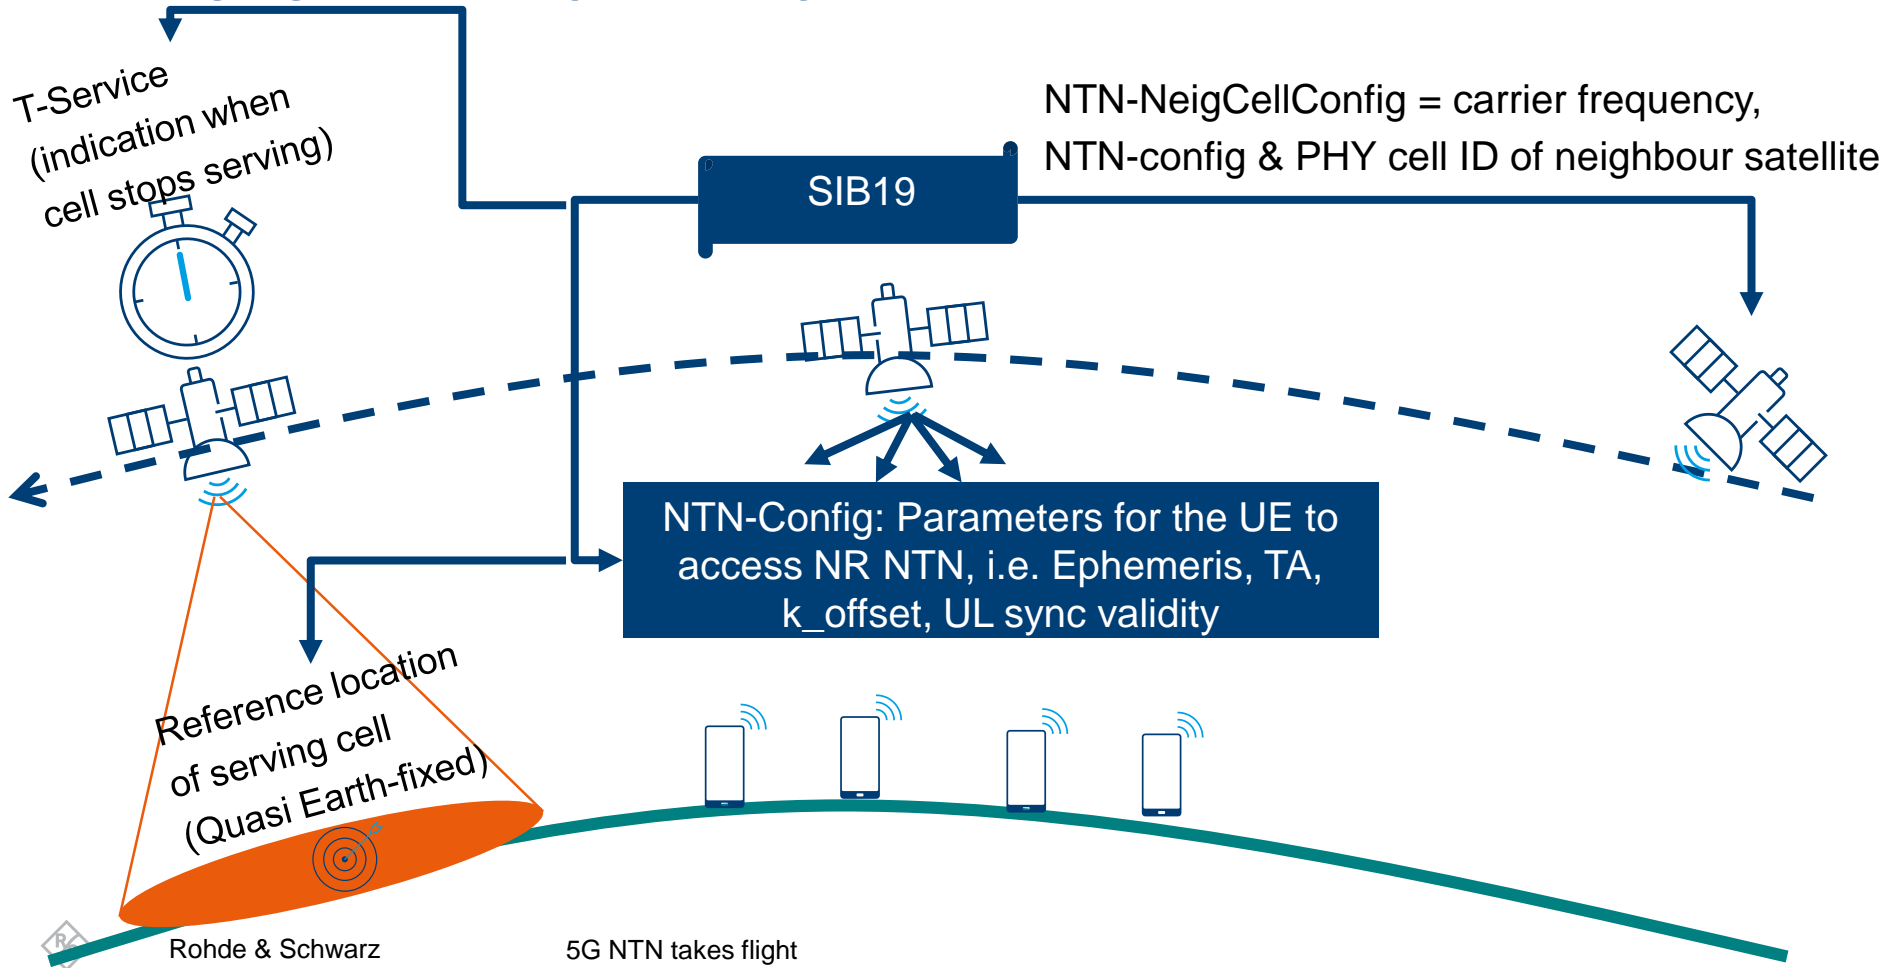 T-Service
(indication when
cell stops serving)
SIB19
NTN-NeigCellConfig = carrier frequency,
NTN-config & PHY cell ID of neighbour satellite
NTN-Config: Parameters for the UE to
access NR NTN, i.e. Ephemeris, TA,
k_offset, UL sync validity
Reference location
of serving cell
(Quasi Earth-fixed)
Rohde & Schwarz
5G NTN takes flight